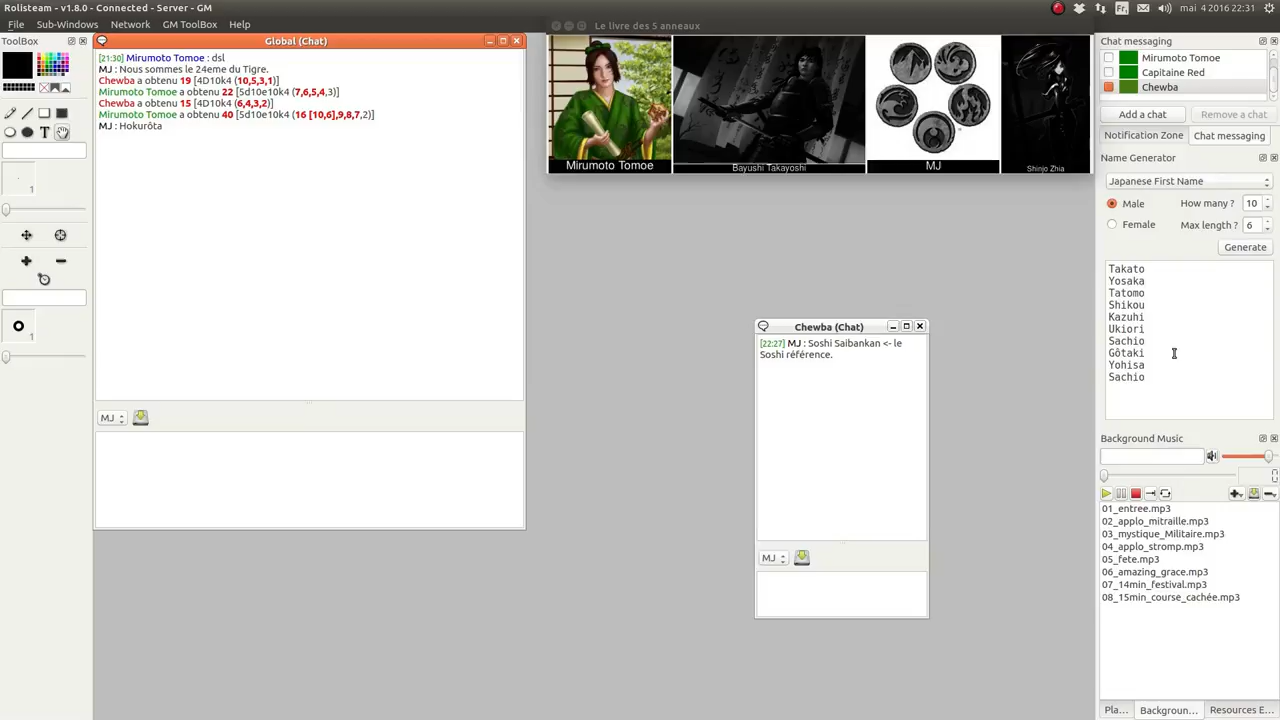 Rolisteam - v1.8.0 - Connected - Server - GM
Fr
mai 4 2016 22:31
File Sub-Windows Network GM ToolBox Help
Le livre des 5 anneaux
ToolBox
Global (Chat)
[21:30] Mirumoto Tomoe : dsl
MJ : Nous sommes le 24eme du Tigre.
Chewba a obtenu 19 [4D10k4 (10,5,3,1)]
Mirumoto Tomoe a obtenu 22 [5d10e10k4 (7,6,5,4,3)]
Chewba a obtenu 15 [4D10k4 (6,4,3,2)]
Mirumoto Tomoe a obtenu 40 [5d10e10k4 (16 [10,6],9,8,7,2)]
MJ : Hokurôta
MJ
T
1
1
Mirumoto Tomoe
Bayushi Takayoshi
MJ
Shinjo Zhia
Chewba (Chat)
[22:27] MJ : Soshi Saibankan <- le
Soshi référence.
MJ
Chat messaging
Mirumoto Tomoe
Capitaine Red
Chewba
Add a chat Remove a chat
Notification Zone Chat messaging
Name Generator
Japanese First Name
Male How many ? 10
Female Max length ? 6
Generate
Takato
Yosaka
Tatomo
Shikou
Kazuhi
Ukiori
Sachio
Gôtaki
Yohisa
Sachio
Background Music
01_entree.mp3
02_applo_mitraille.mp3
03_mystique_Militaire.mp3
04_applo_stromp.mp3
05_fete.mp3
06_amazing_grace.mp3
07_14min_festival.mp3
08_15min_course_cachée.mp3
Pla... Backgroun... Resources E...